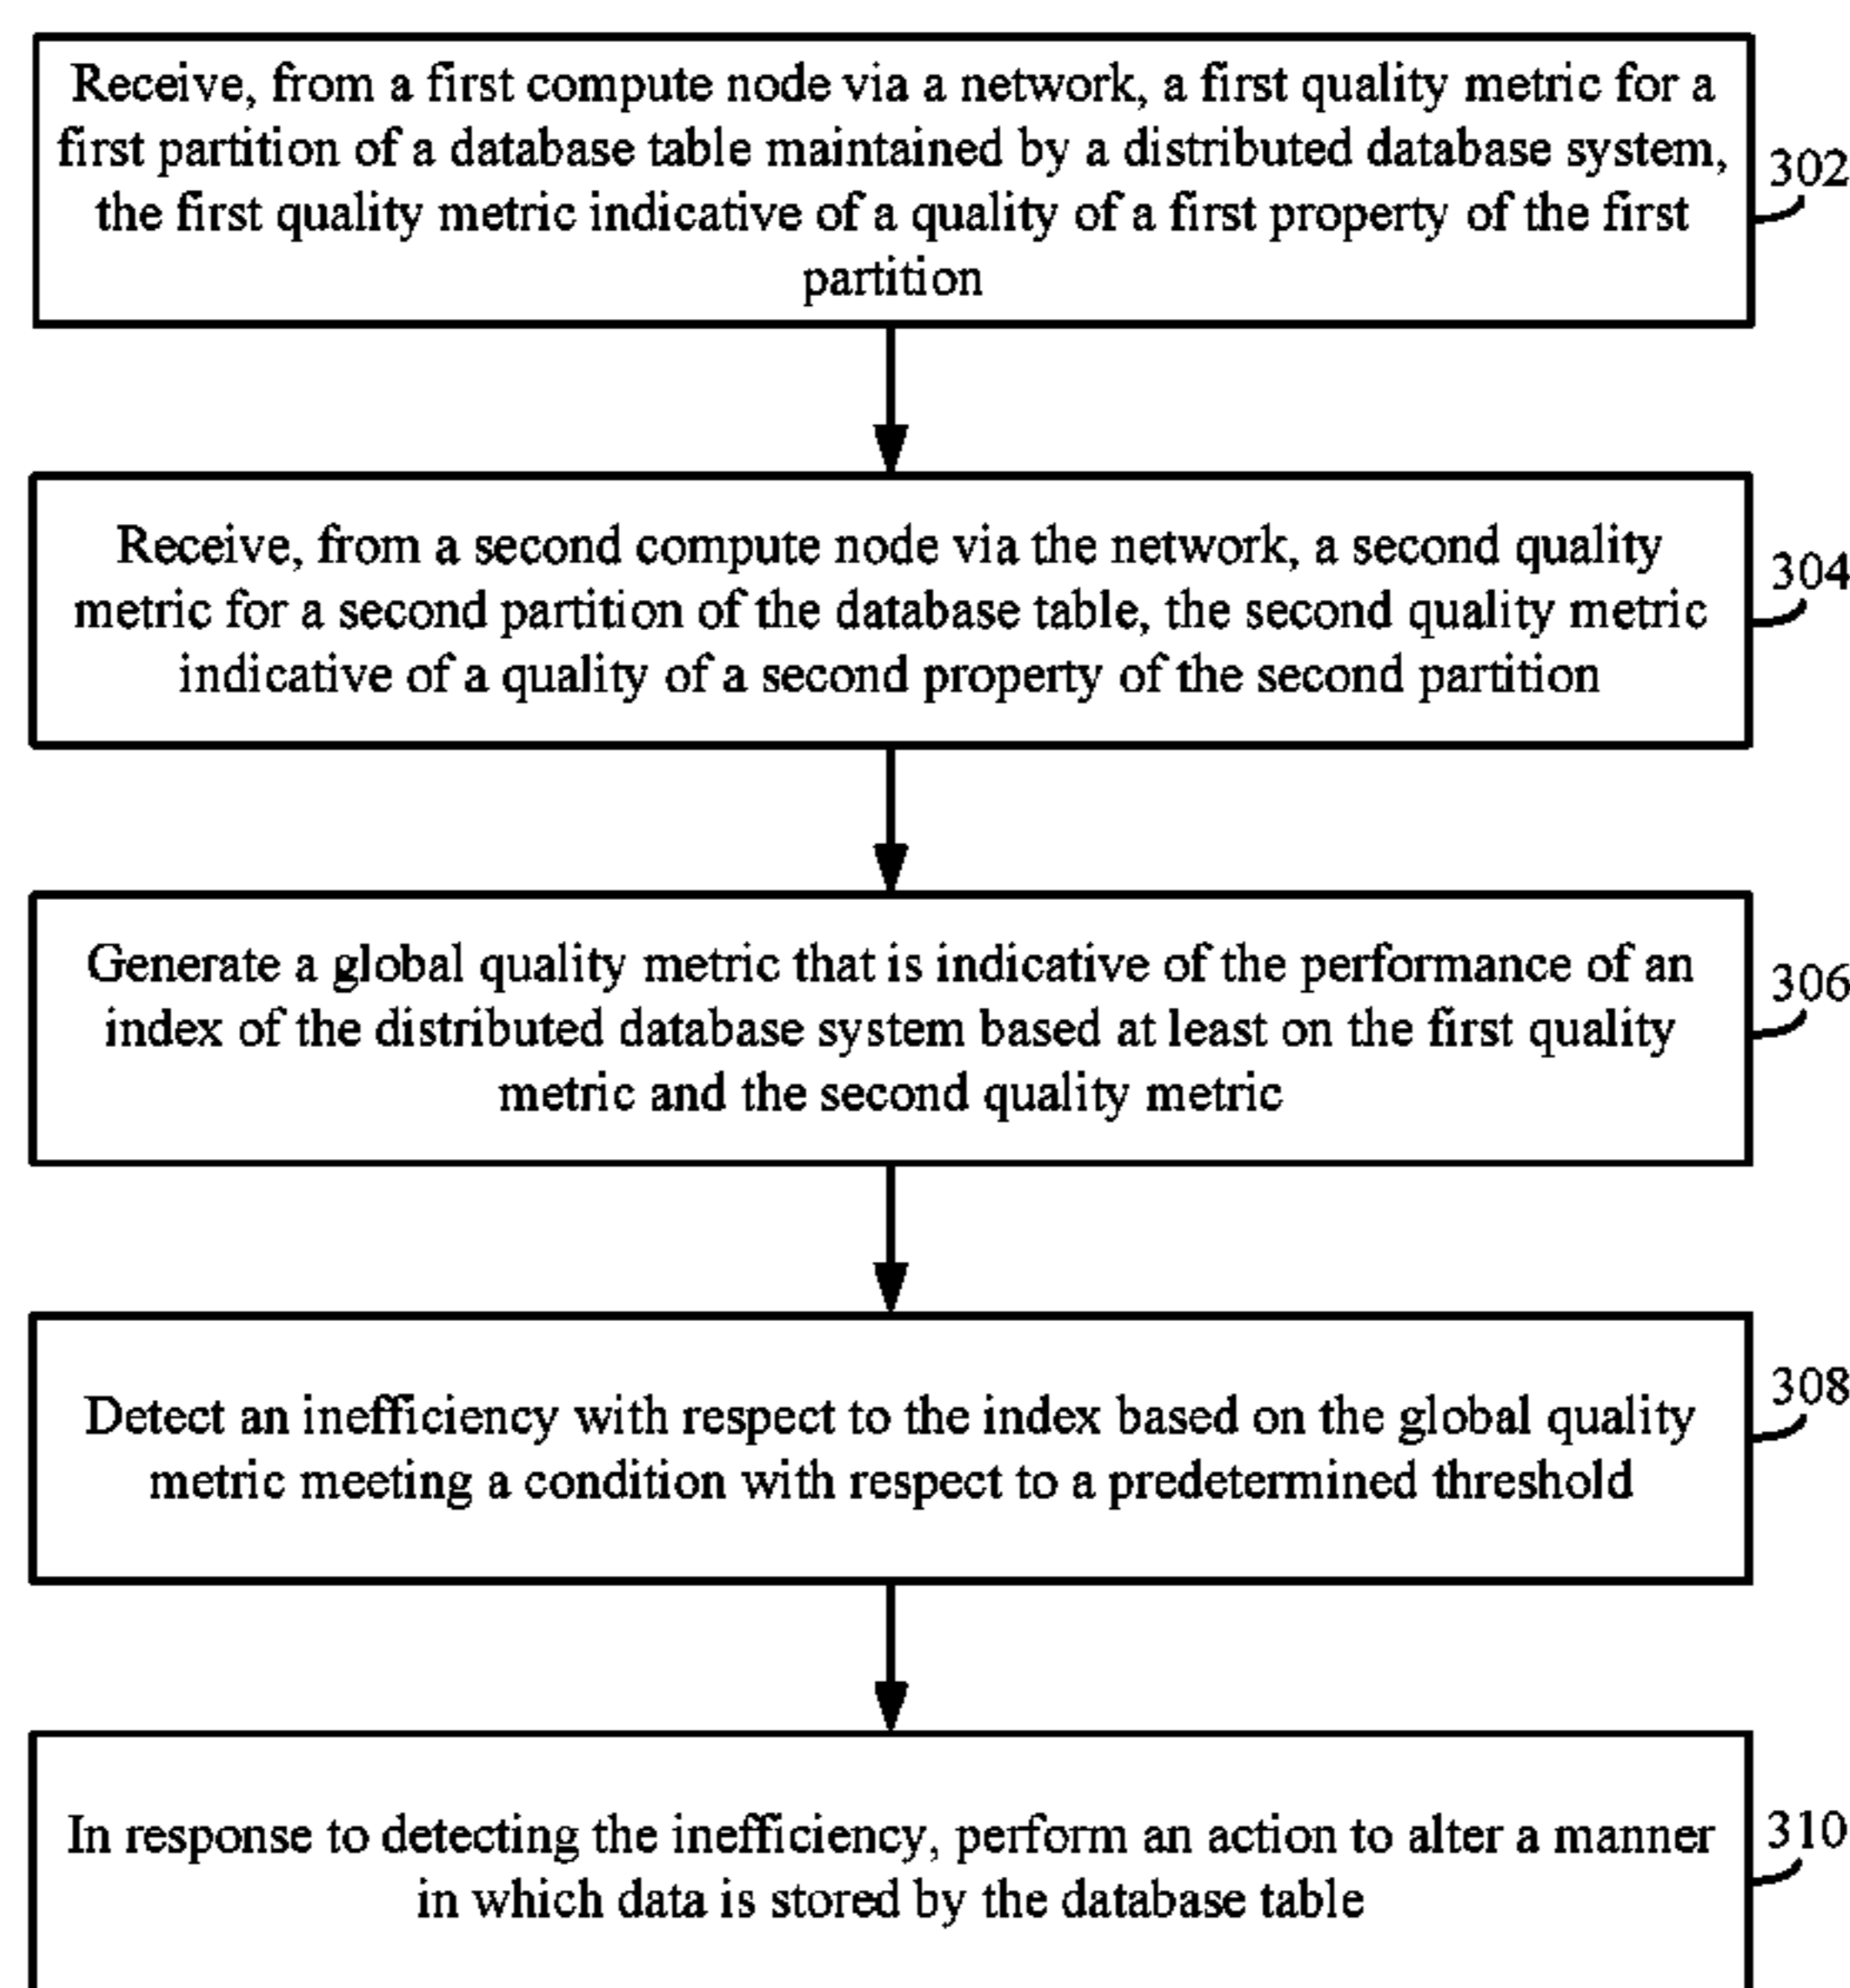 Receive, from a first compute node via a network, a first quality metric for a
first partition of a database table maintained by a distributed database system,
the first quality metric indicative of a quality of a first property of the first
partition
302
Receive, from a second compute node via the network, a second quality
metric for a second partition of the database table, the second quality metric
indicative of a quality of a second property of the second partition
304
Generate a global quality metric that is indicative of the performance of an
index of the distributed database system based at least on the first quality
metric and the second quality metric
306
Detect an inefficiency with respect to the index based on the global quality
metric meeting a condition with respect to a predetermined threshold
308
In response to detecting the inefficiency, perform an action to alter a manner
in which data is stored by the database table
310